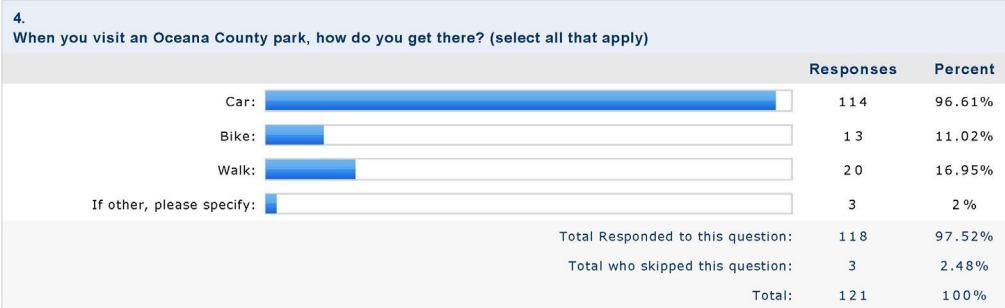 4.
When you visit an Oceana County park, how do you get there? (select all that apply)
Responses Percent
Car: 114 96.61%
Bike: 13 11.02%
Walk: 20 16.95%
If other, please specify: 3 2%
Total Responded to this question: 118 97.52%
Total who skipped this question: 3 2.48%
Total: 121 100%